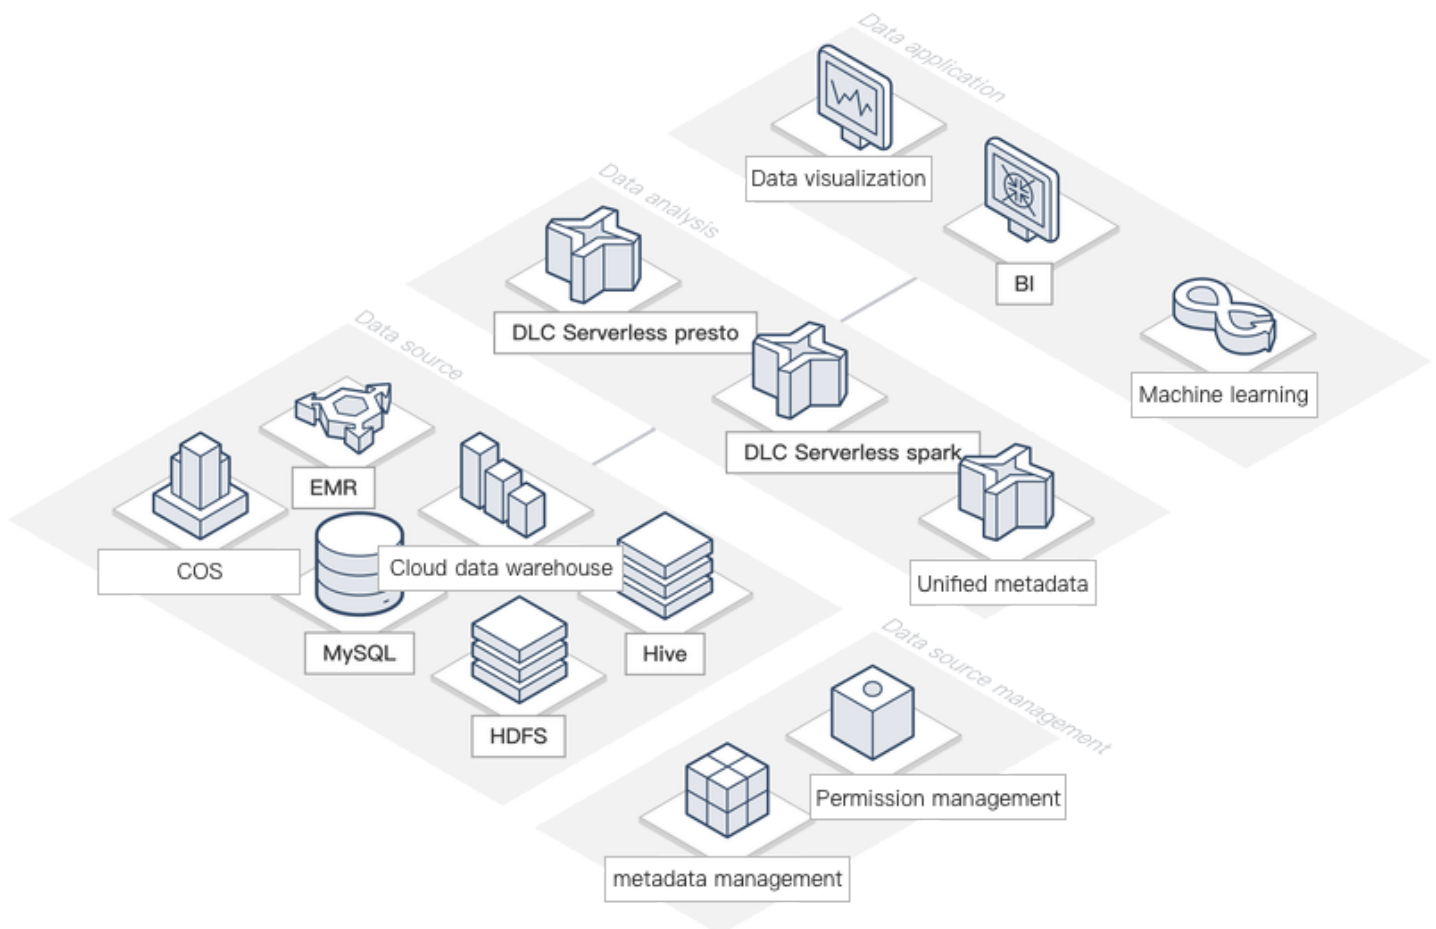 Data application
Data visualization
BI
Machine learning
Data analysis
DLC Serverless presto
DLC Serverless spark
Unified metadata
Data source
EMR
COS
Cloud data warehouse
MySQL
Hive
HDFS
Data source management
Permission management
metadata management